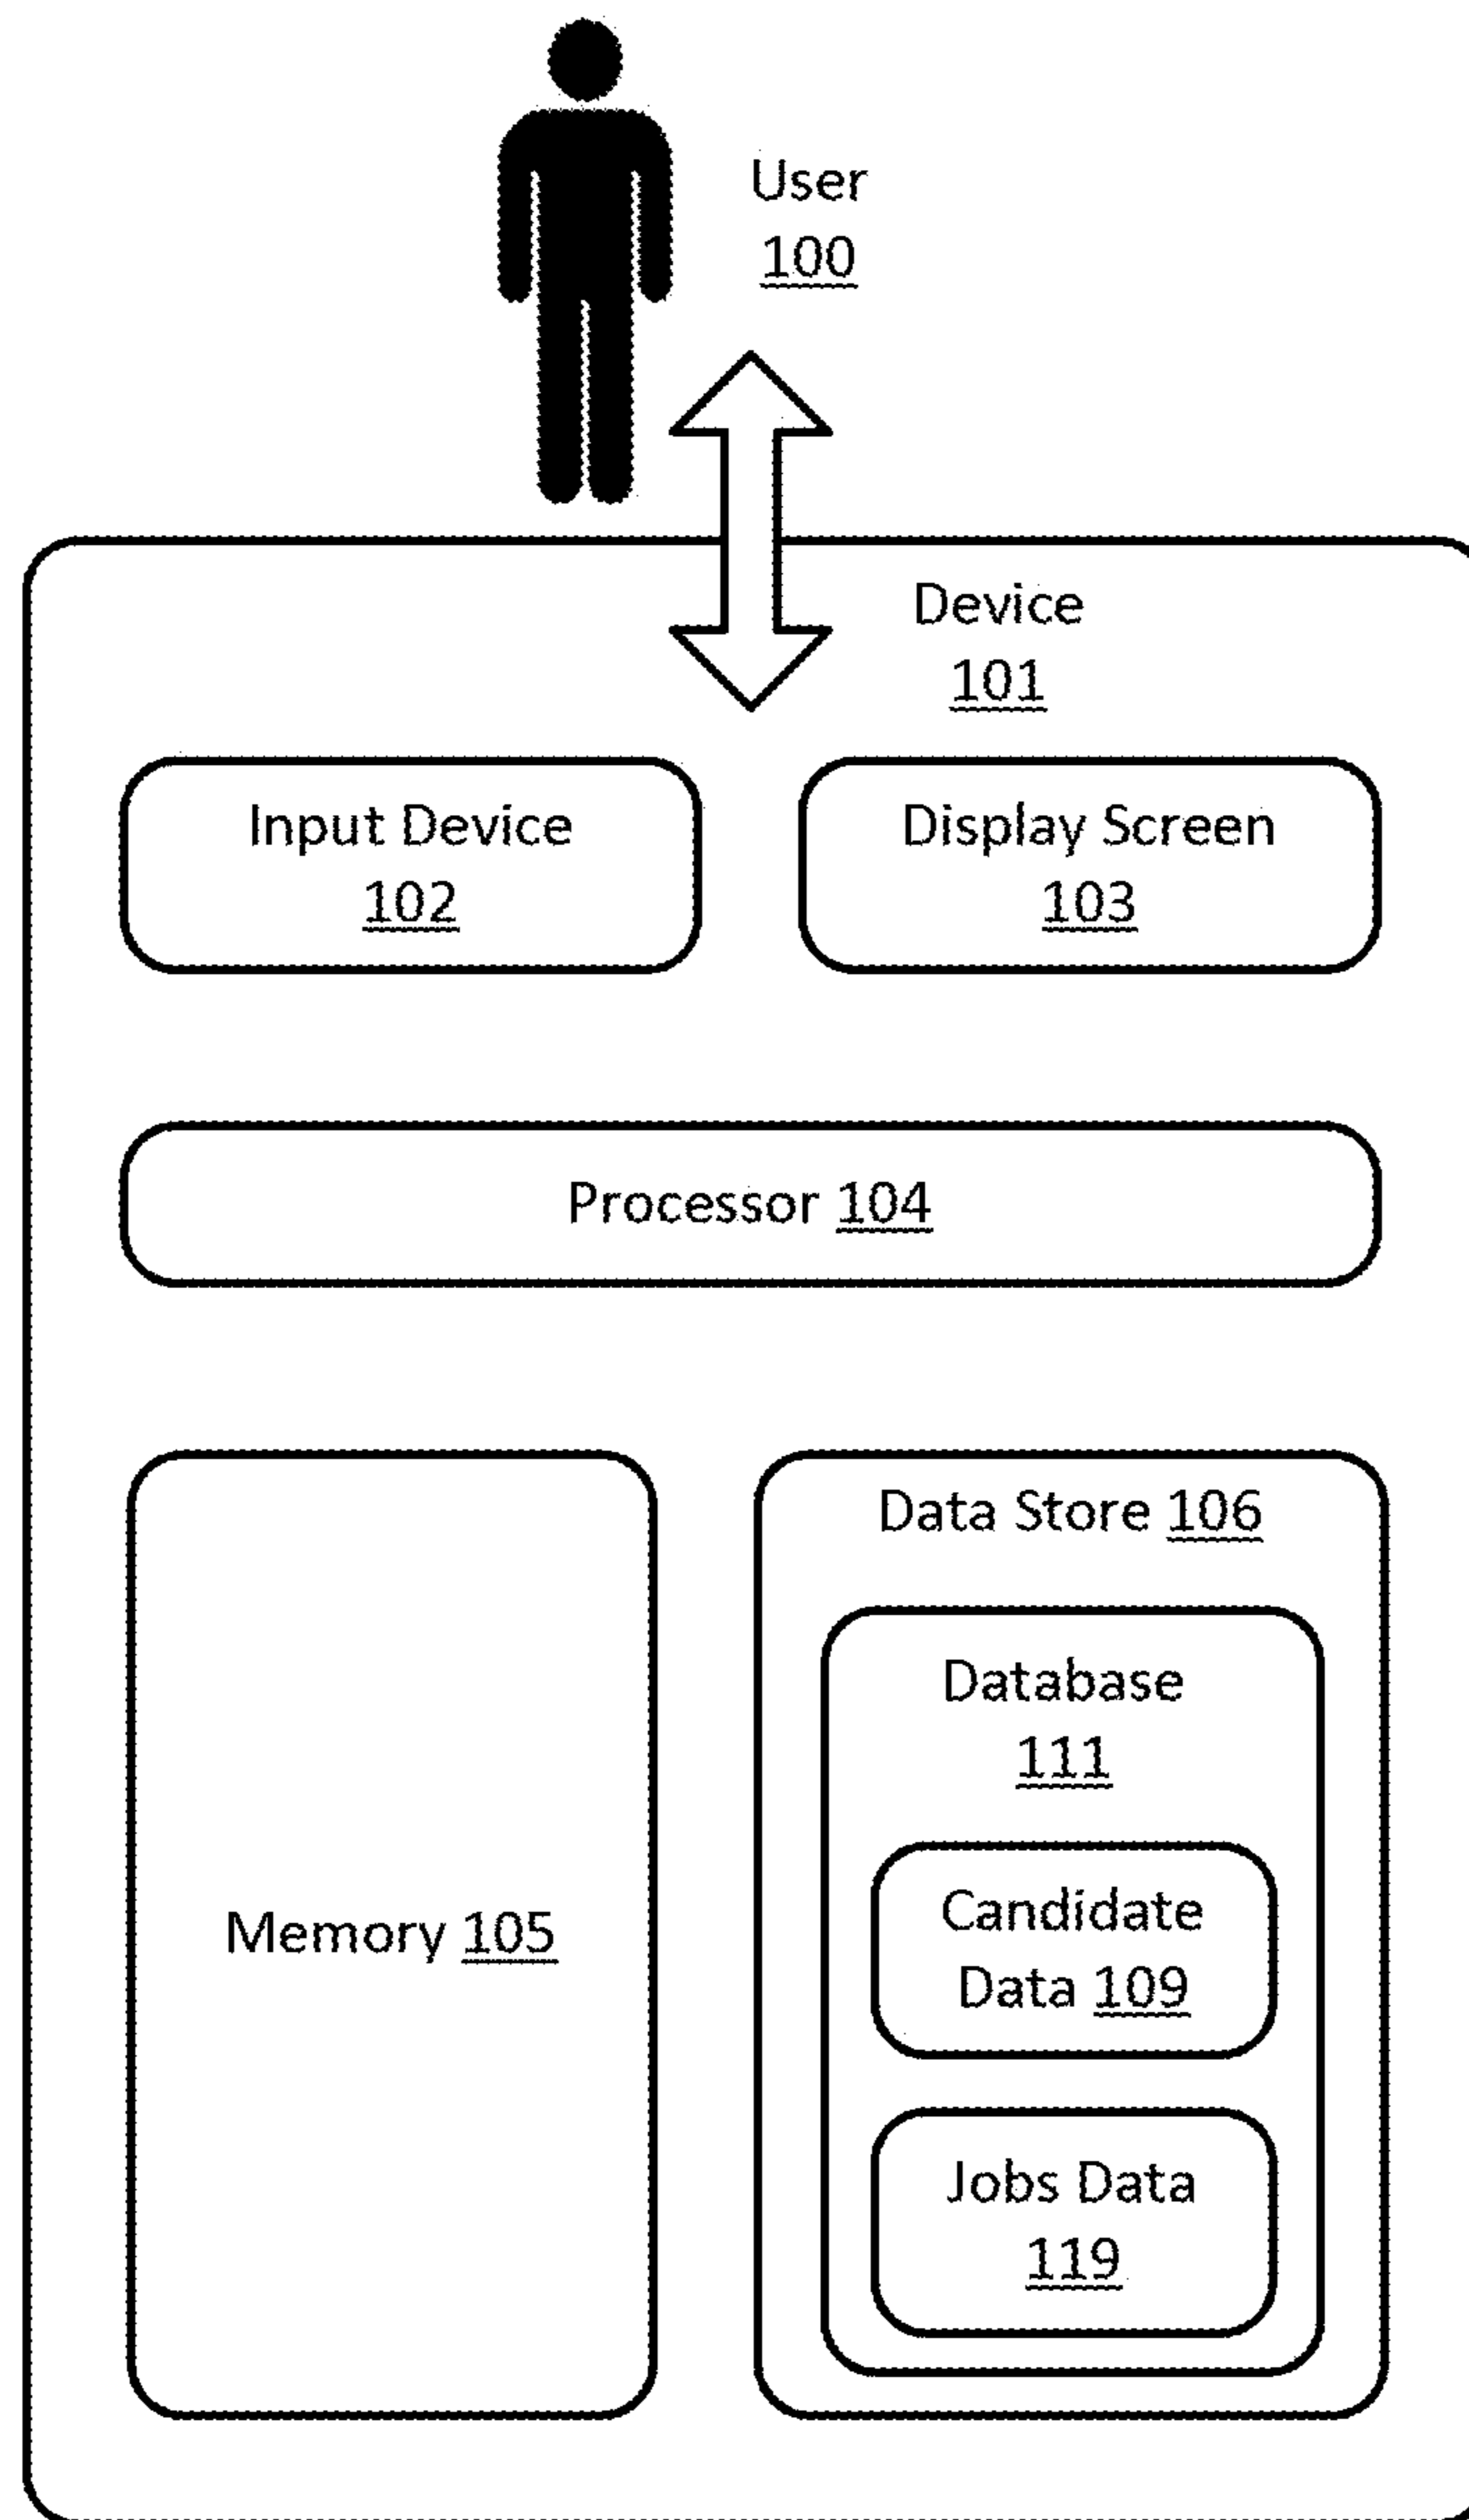 User
100
Device
101
Input Device
102
Display Screen
103
Processor 104
Memory 105
Data Store 106
Database
111
Candidate
Data 109
Jobs Data
119